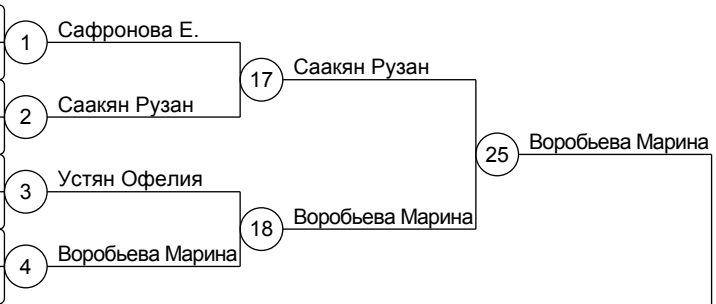 1 Сафронова Е.
17 Саакян Рузан
2 Саакян Рузан
25 Воробьева Марина
3 Устян Офелия
18 Воробьева Марина
4 Воробьева Марина